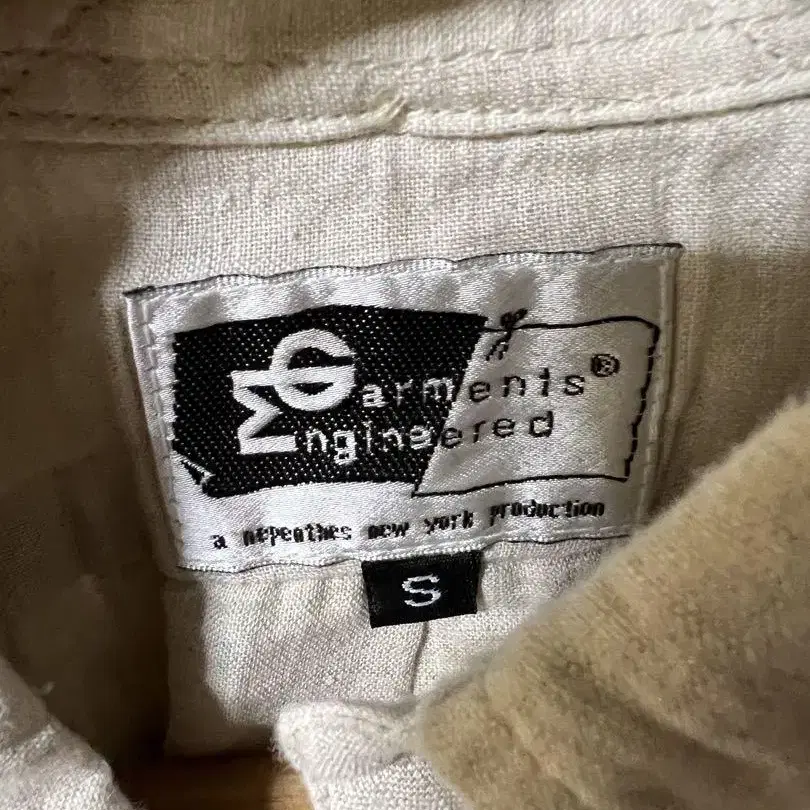 Garments®
Engineered
a nepenthes new york production
S